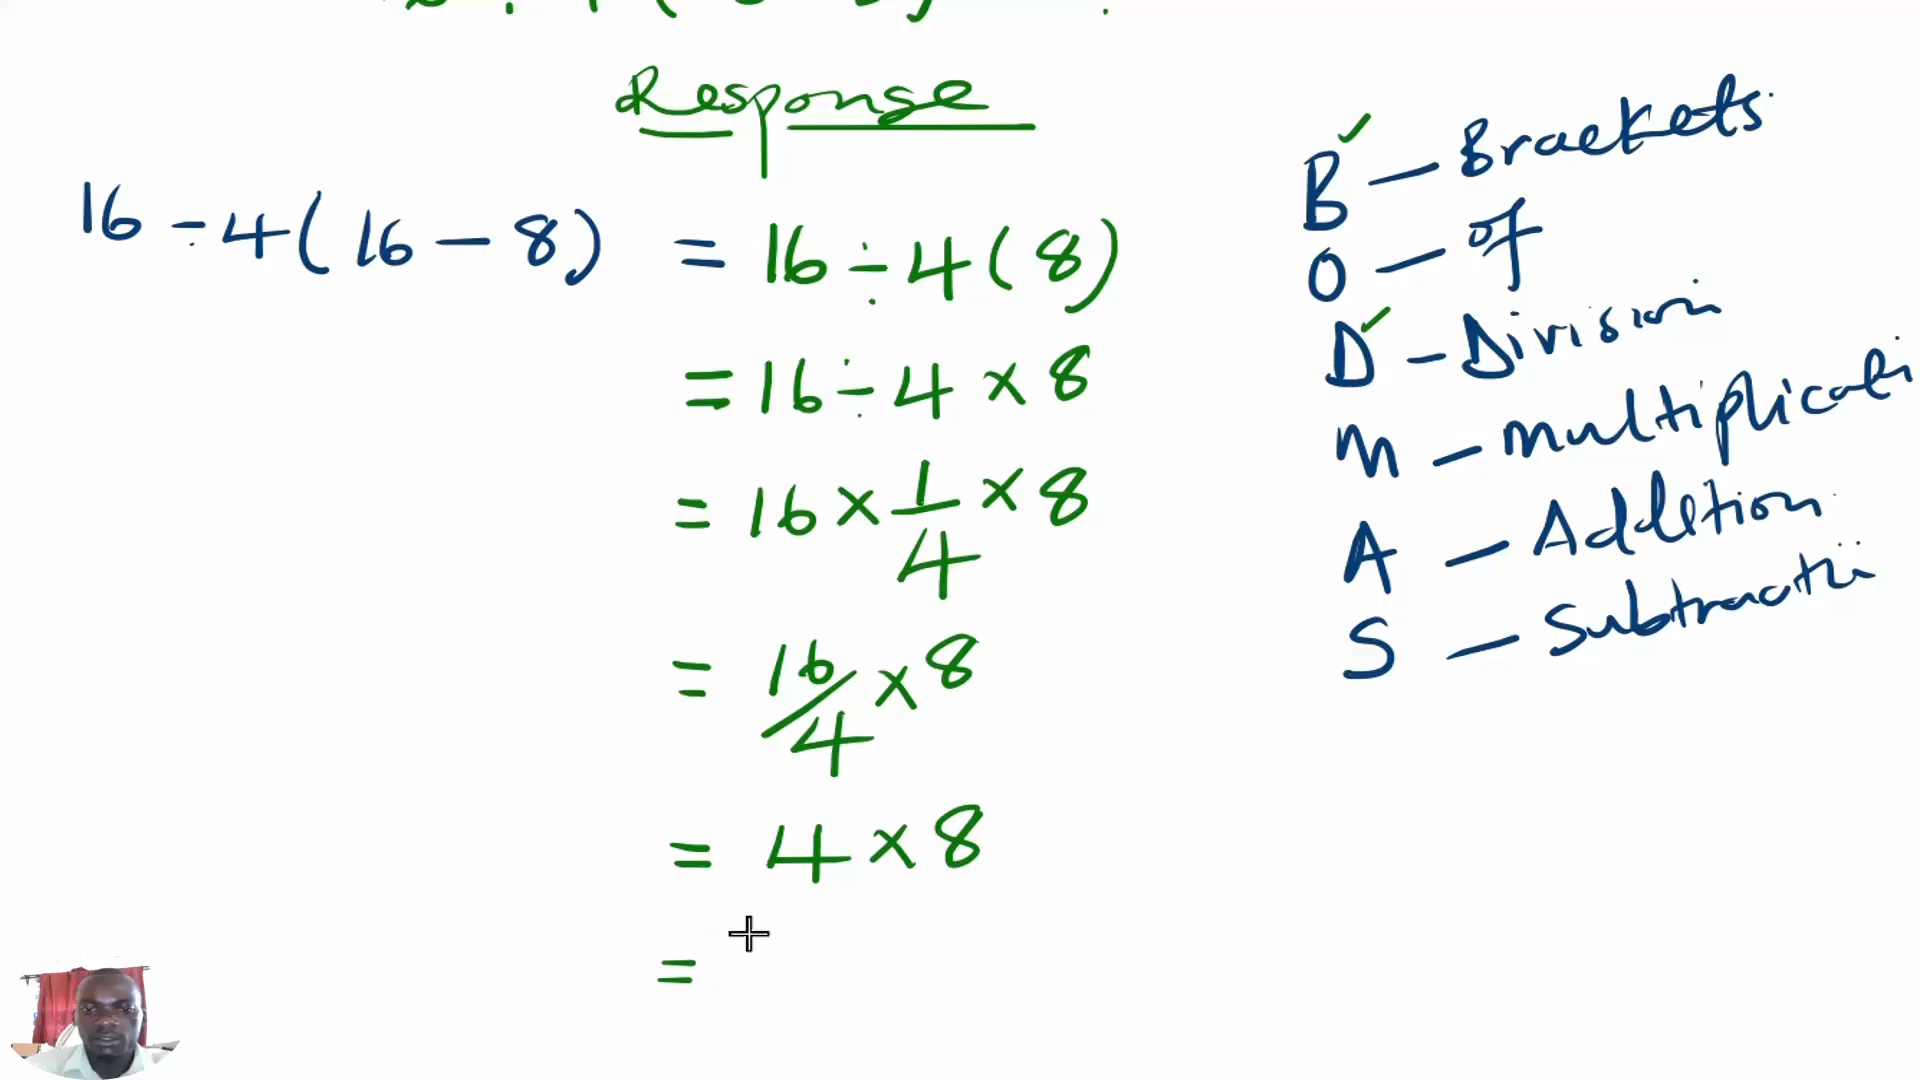 Response
16 ÷ 4(16 - 8) = 16 ÷ 4(8)
= 16 ÷ 4 × 8
= 16 × 1/4 × 8
= 16/4 × 8
= 4 × 8
=
B - Brackets
O - of
D - Division
M - Multiplicati
A - Addition
S - Subtracti